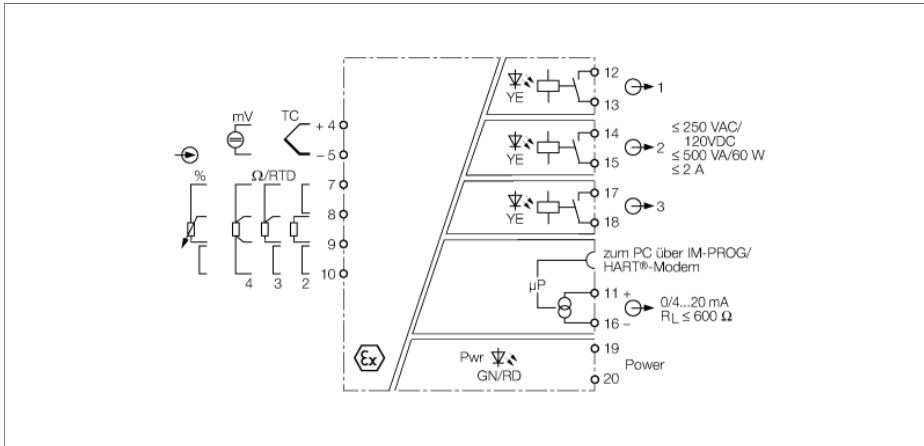 12
YE
13
1
mV
TC
+ 4
– 5
14
YE
15
2
≤ 250 VAC/
120VDC
≤ 500 VA/60 W
≤ 2 A
%
Ω/RTD
7
8
9
10
4
3
2
17
YE
18
3
zum PC über IM-PROG/
HART®-Modem
µP
11 +
16 –
0/4...20 mA
RL ≤ 600 Ω
Ex
Pwr
GN/RD
19
20
Power